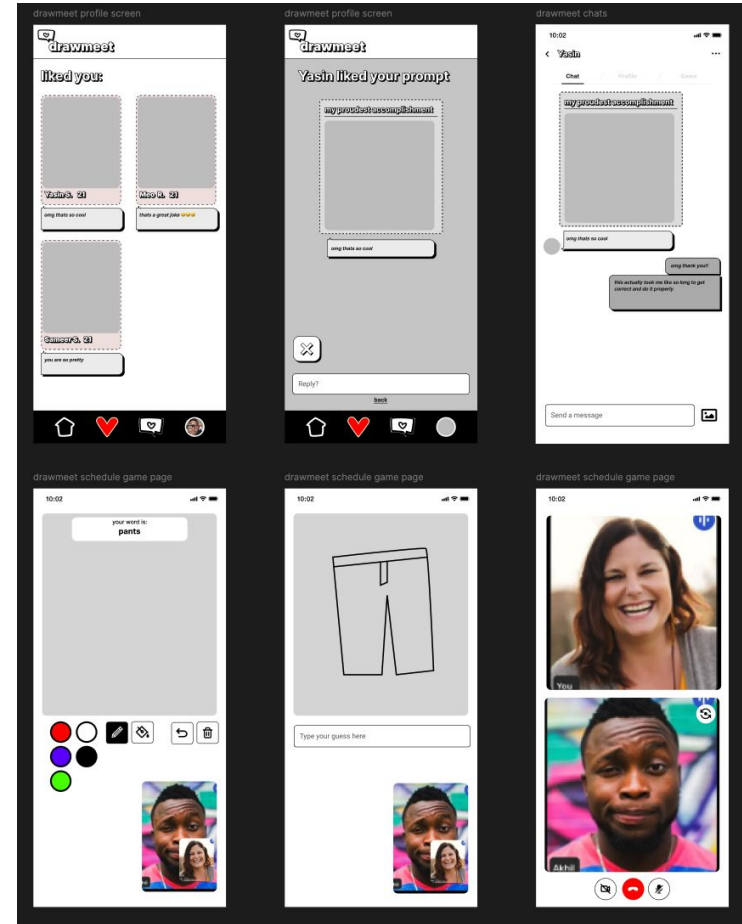 drawmeet profile screen
drawmeet
liked you:
Yasin S. 21
omg thats so cool
Meo R. 21
thats a great joke 😂😂😂
Sameer S. 21
you are so pretty
drawmeet profile screen
drawmeet
Yasin liked your prompt
my proudest accomplishment
omg thats so cool
Reply?
back
drawmeet chats
10:02
Yasin
Chat / Profile / Game
my proudest accomplishment
omg thats so cool
omg thank you!!
this actually took me like so long to get
correct and do it properly
Send a message
drawmeet schedule game page
10:02
your word is:
pants
drawmeet schedule game page
10:02
Type your guess here
drawmeet schedule game page
10:02
You
Akhil